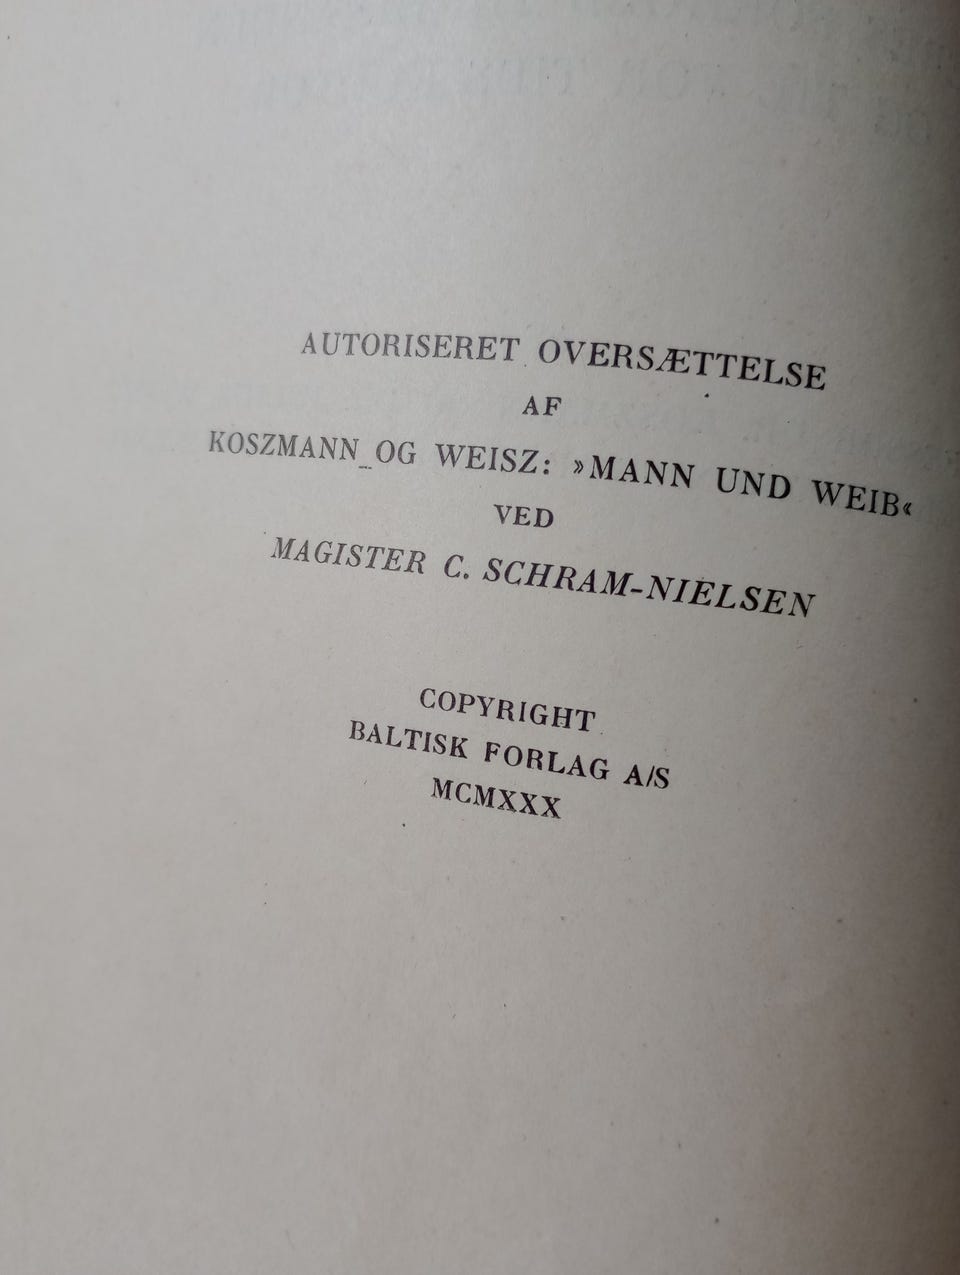 AUTORISERET OVERSÆTTELSE
AF
KOSZMANN OG WEISZ: »MANN UND WEIB«
VED
MAGISTER C. SCHRAM-NIELSEN
COPYRIGHT
BALTISK FORLAG A/S
MCMXXX